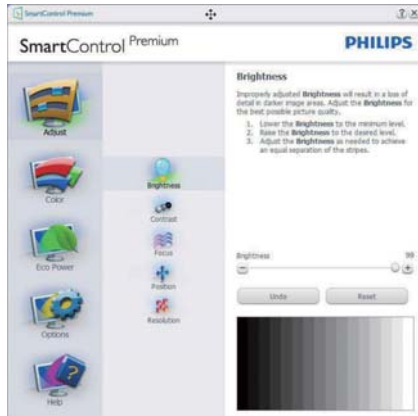 SmartControl Premium
SmartControl Premium
PHILIPS
Adjust
Color
Eco Power
Options
Help
Brightness
Contrast
Focus
Position
Resolution
Brightness
Improperly adjusted Brightness will result in a loss of
detail in darker image areas. Adjust the Brightness for
the best possible picture quality.
1. Lower the Brightness to the minimum level.
2. Raise the Brightness to the desired level.
3. Adjust the Brightness as needed to achieve
an equal separation of the stripes.
Brightness 99
Undo Reset